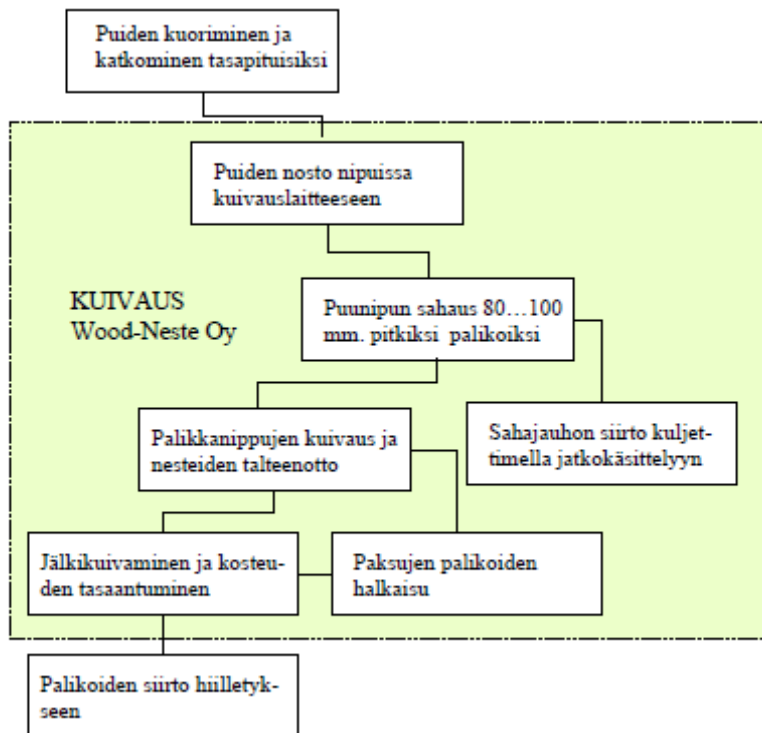 Puiden kuoriminen ja
katkominen tasapituisiksi
Puiden nosto nipuissa
kuivauslaitteeseen
KUIVAUS
Wood-Neste Oy
Puunipun sahaus 80…100
mm. pitkiksi palikoiksi
Palikkanippujen kuivaus ja
nesteiden talteenotto
Sahajauhon siirto kuljet-
timella jatkokäsittelyyn
Jälkikuivaminen ja kosteu-
den tasaantuminen
Paksujen palikoiden
halkaisu
Palikoiden siirto hiilletyk-
seen